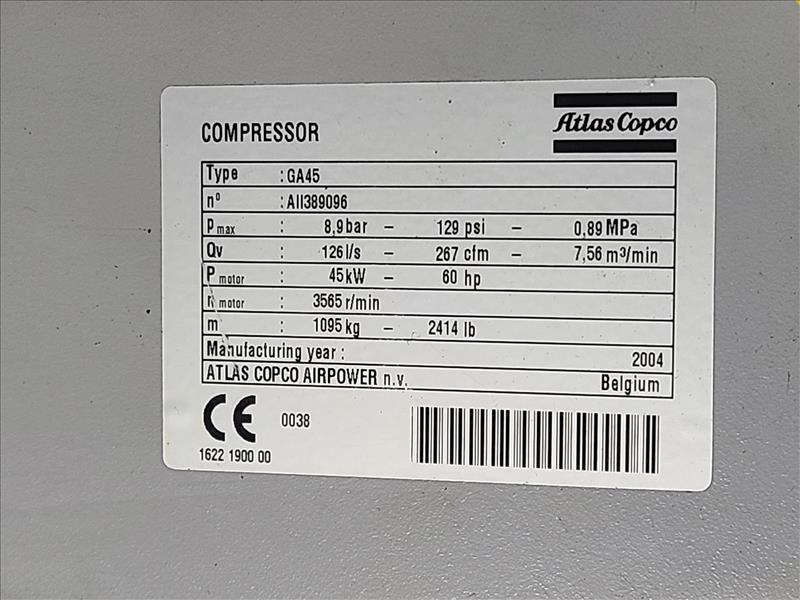 COMPRESSOR
Atlas Copco
Type : GA45
nº : AII389096
Pmax : 8,9 bar – 129 psi – 0,89 MPa
Qv : 126 l/s – 267 cfm – 7,56 m³/min
P motor : 45 kW – 60 hp
n motor : 3565 r/min
m : 1095 kg – 2414 lb
Manufacturing year : 2004
ATLAS COPCO AIRPOWER n.v. Belgium
CE 0038
1622 1900 00